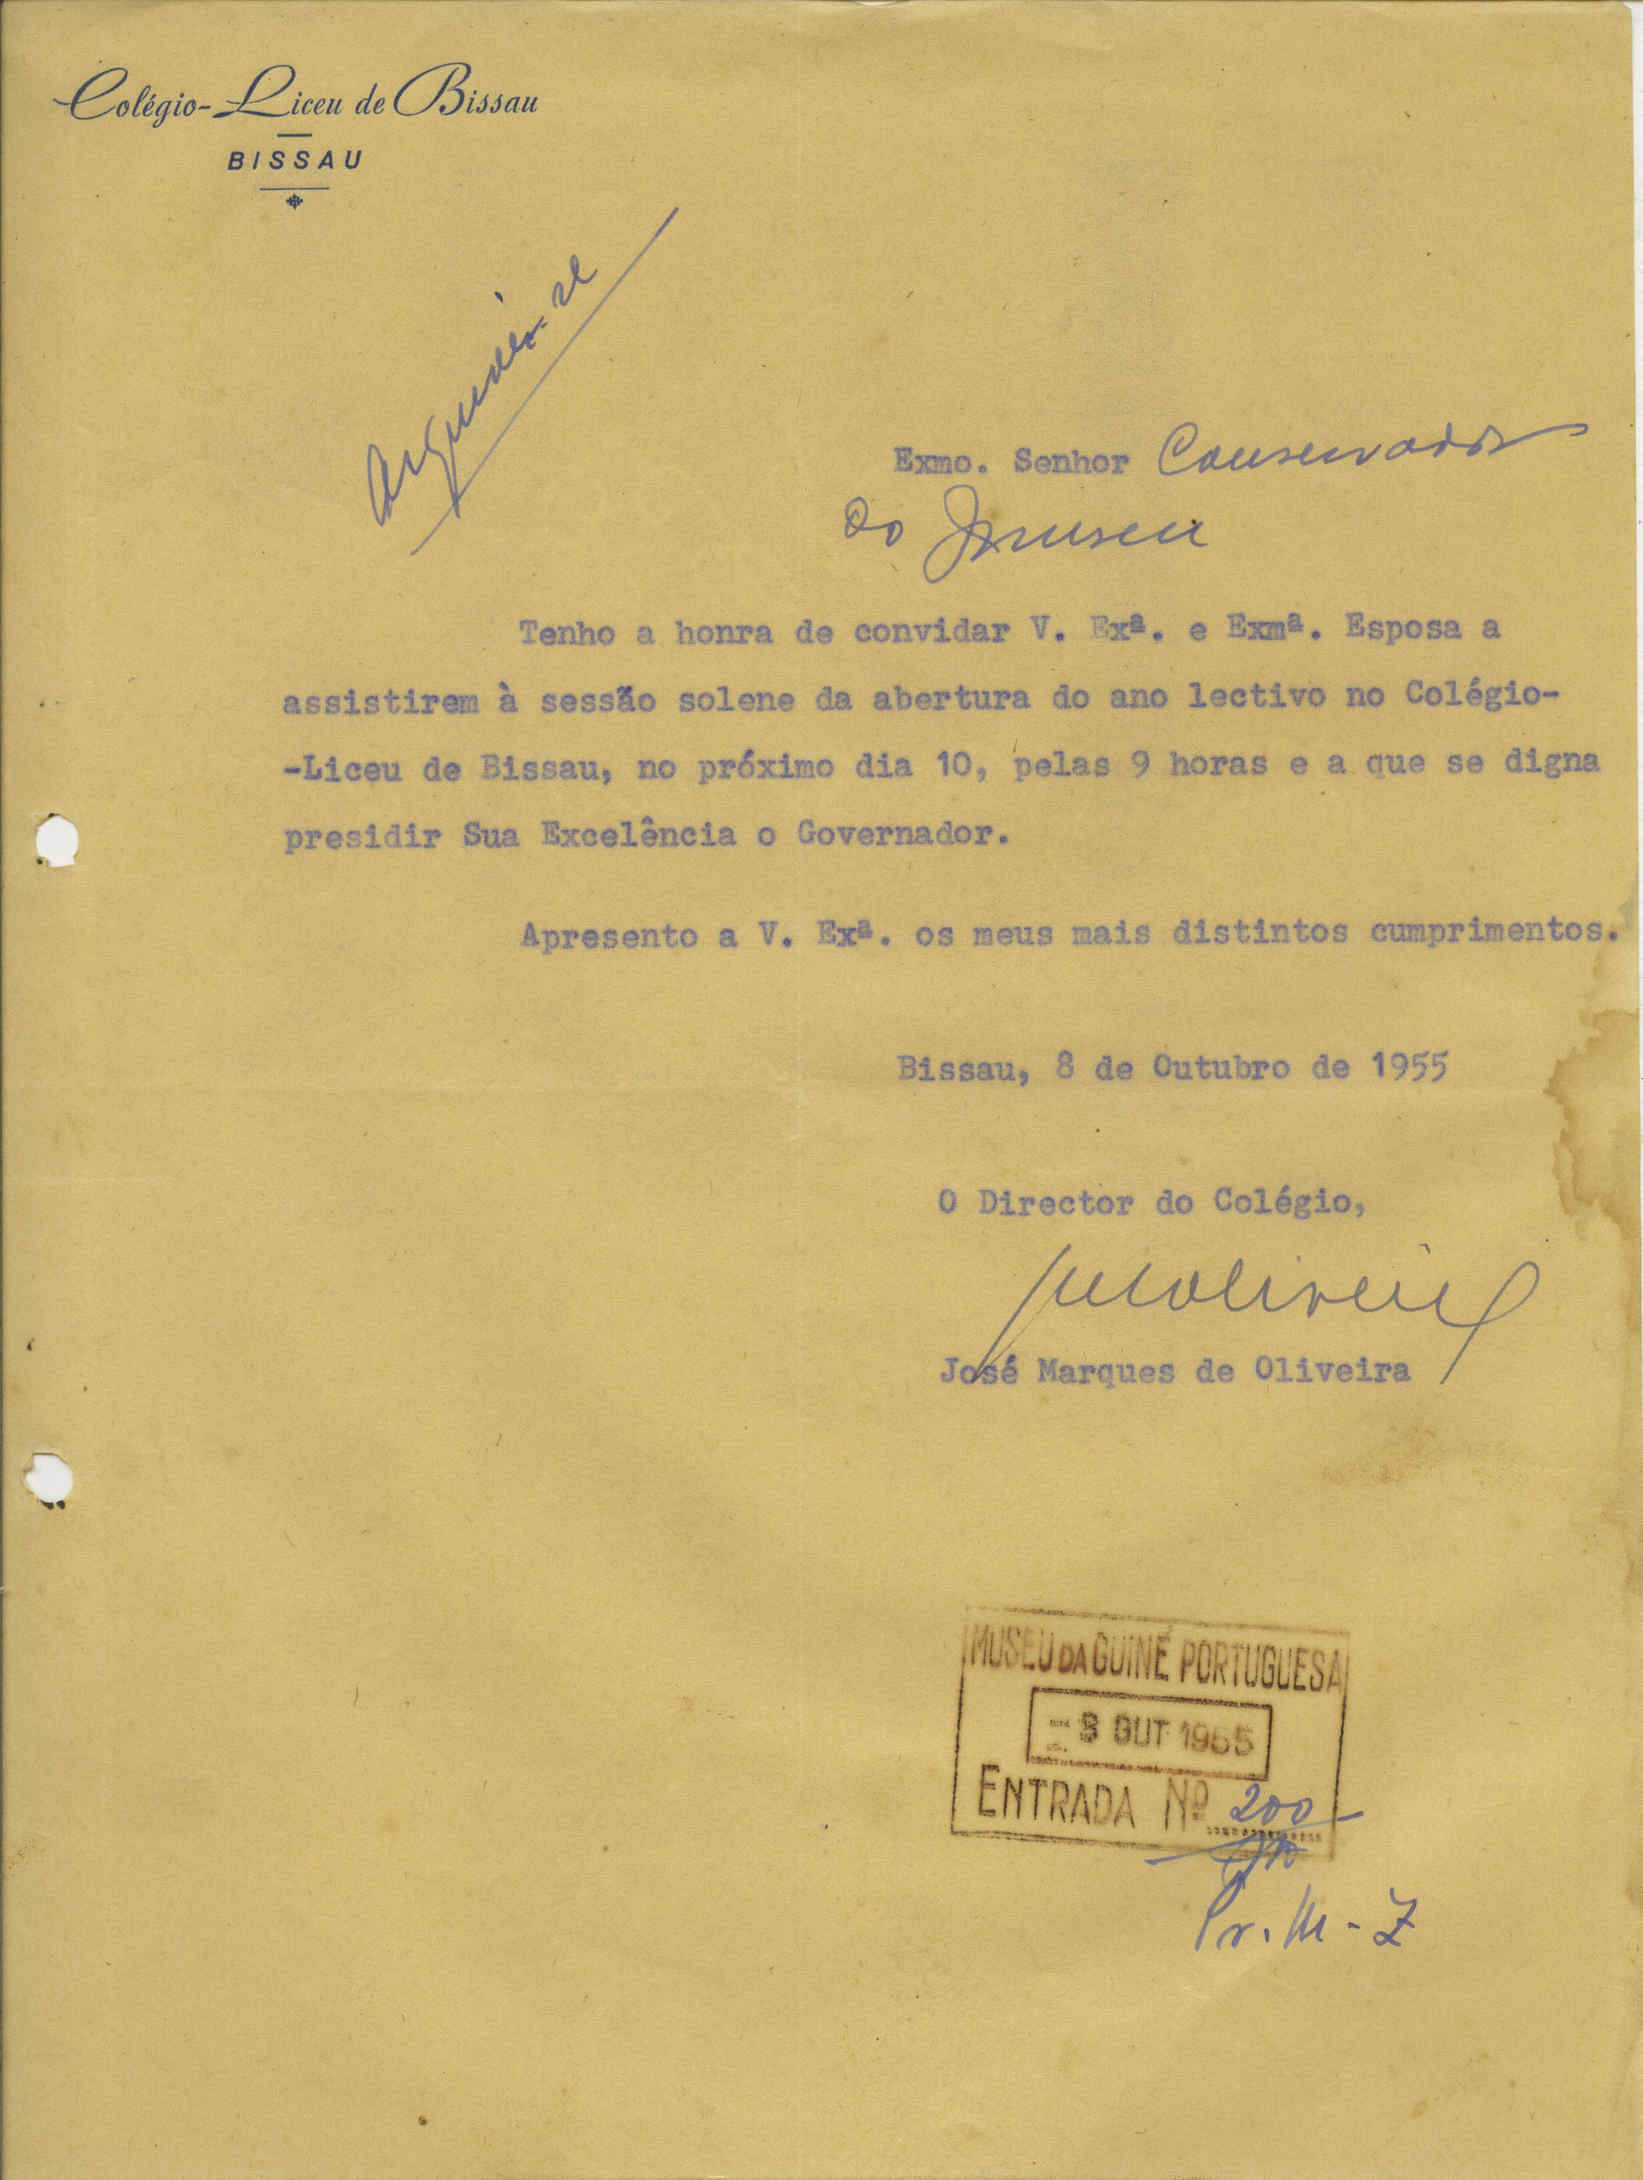 Colégio-Liceu de Bissau
BISSAU
Arquive-se
Exmo. Senhor Conservador
do Museu
Tenho a honra de convidar V. Exª. e Exmª. Esposa a
assistirem à sessão solene da abertura do ano lectivo no Colégio-
-Liceu de Bissau, no próximo dia 10, pelas 9 horas e a que se digna
presidir Sua Excelência o Governador.
Apresento a V. Exª. os meus mais distintos cumprimentos.
Bissau, 8 de Outubro de 1955
O Director do Colégio,
JMOliveira
José Marques de Oliveira
MUSEU DA GUINÉ PORTUGUESA
- 8 OUT 1955
ENTRADA Nº 200
Pr. M-Z